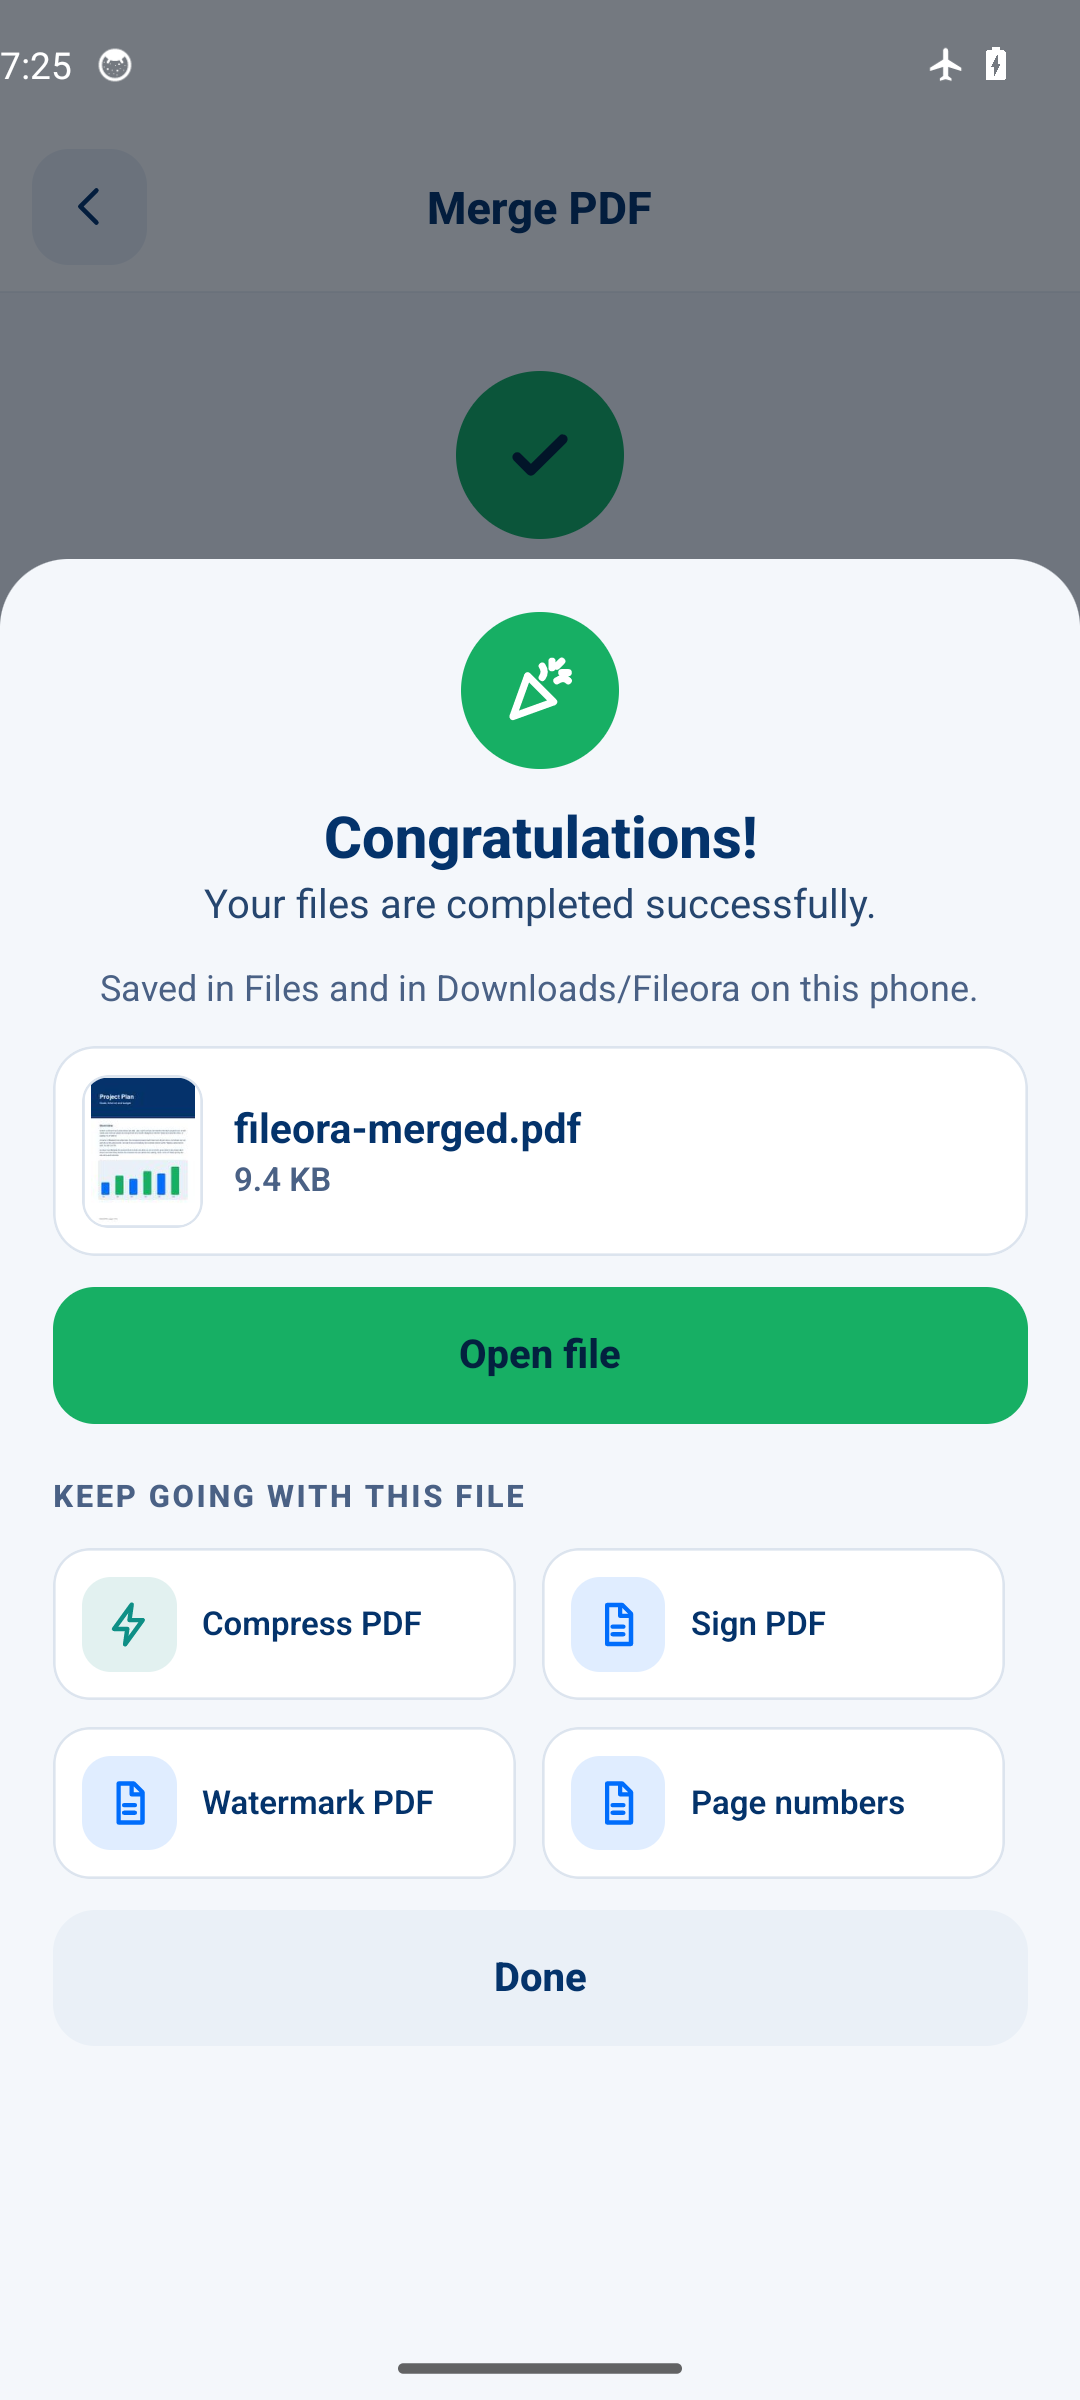 7:25
Merge PDF
Congratulations!
Your files are completed successfully.
Saved in Files and in Downloads/Fileora on this phone.
Project Plan
fileora-merged.pdf
9.4 KB
Open file
KEEP GOING WITH THIS FILE
Compress PDF
Sign PDF
Watermark PDF
Page numbers
Done